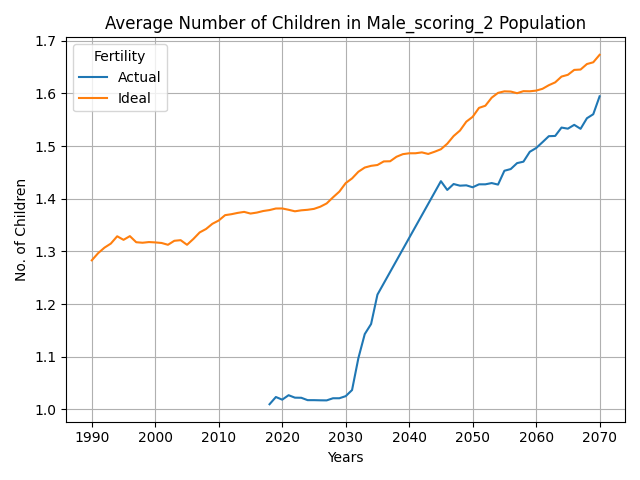 Average Number of Children in Male_scoring_2 Population
Fertility
Actual
Ideal
No. of Children
1.7
1.6
1.5
1.4
1.3
1.2
1.1
1.0
1990 2000 2010 2020 2030 2040 2050 2060 2070
Years